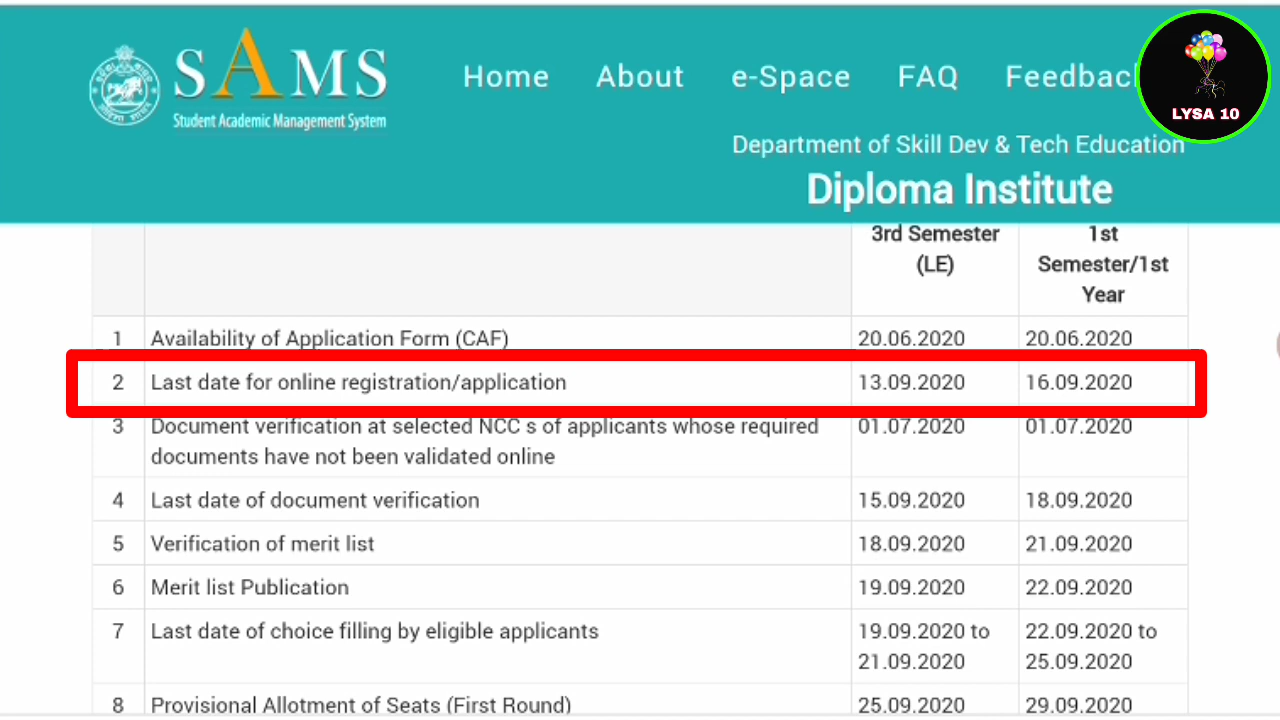 SAMS
Student Academic Management System
Home About e-Space FAQ Feedback
LYSA 10
Department of Skill Dev & Tech Education
Diploma Institute
3rd Semester (LE) 1st Semester/1st Year
1 Availability of Application Form (CAF) 20.06.2020 20.06.2020
2 Last date for online registration/application 13.09.2020 16.09.2020
3 Document verification at selected NCC s of applicants whose required 01.07.2020 01.07.2020
documents have not been validated online
4 Last date of document verification 15.09.2020 18.09.2020
5 Verification of merit list 18.09.2020 21.09.2020
6 Merit list Publication 19.09.2020 22.09.2020
7 Last date of choice filling by eligible applicants 19.09.2020 to 22.09.2020 to
21.09.2020 25.09.2020
8 Provisional Allotment of Seats (First Round) 25.09.2020 29.09.2020